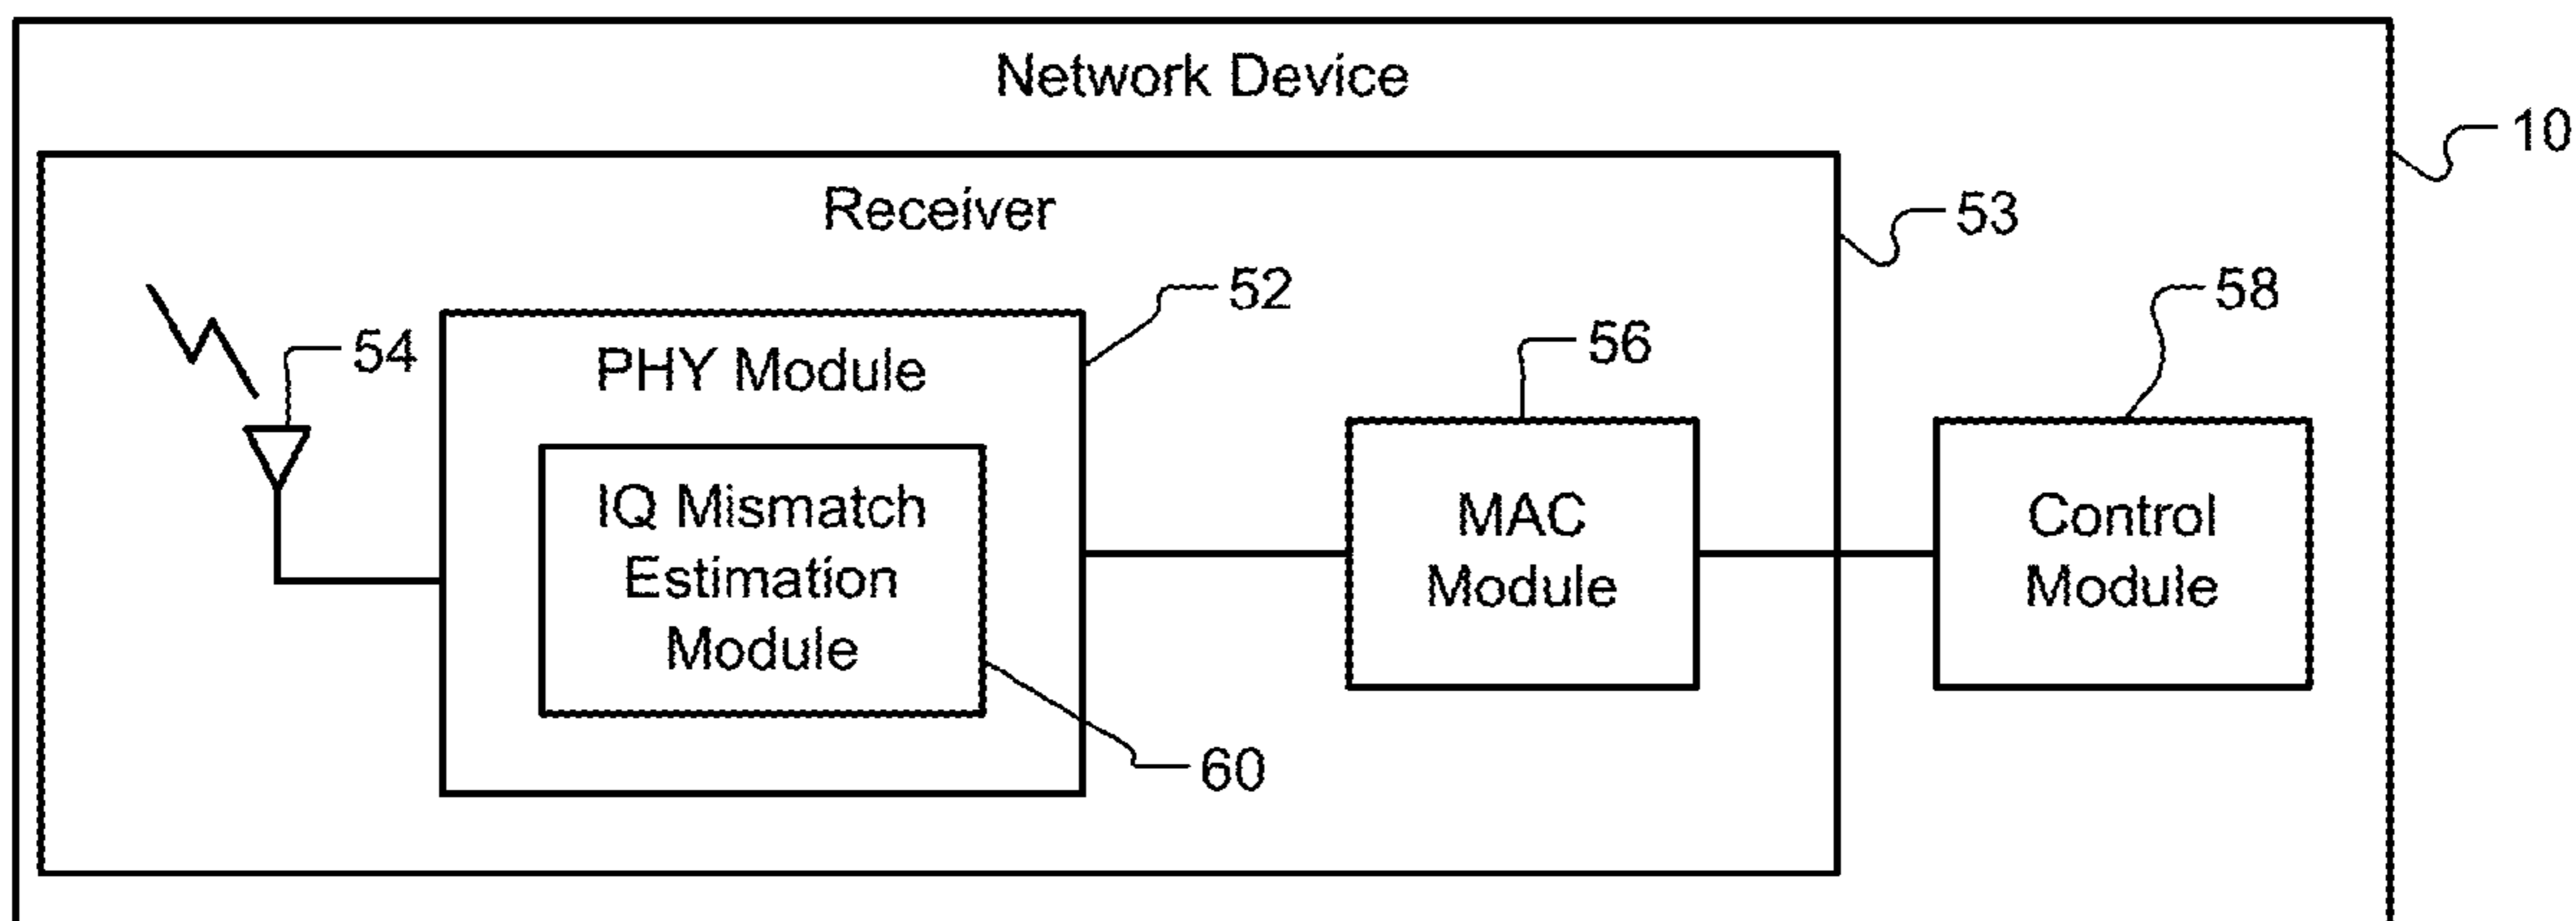 Network Device
10
Receiver
53
52
58
54
PHY Module
56
IQ Mismatch
Estimation
Module
MAC
Module
Control
Module
60